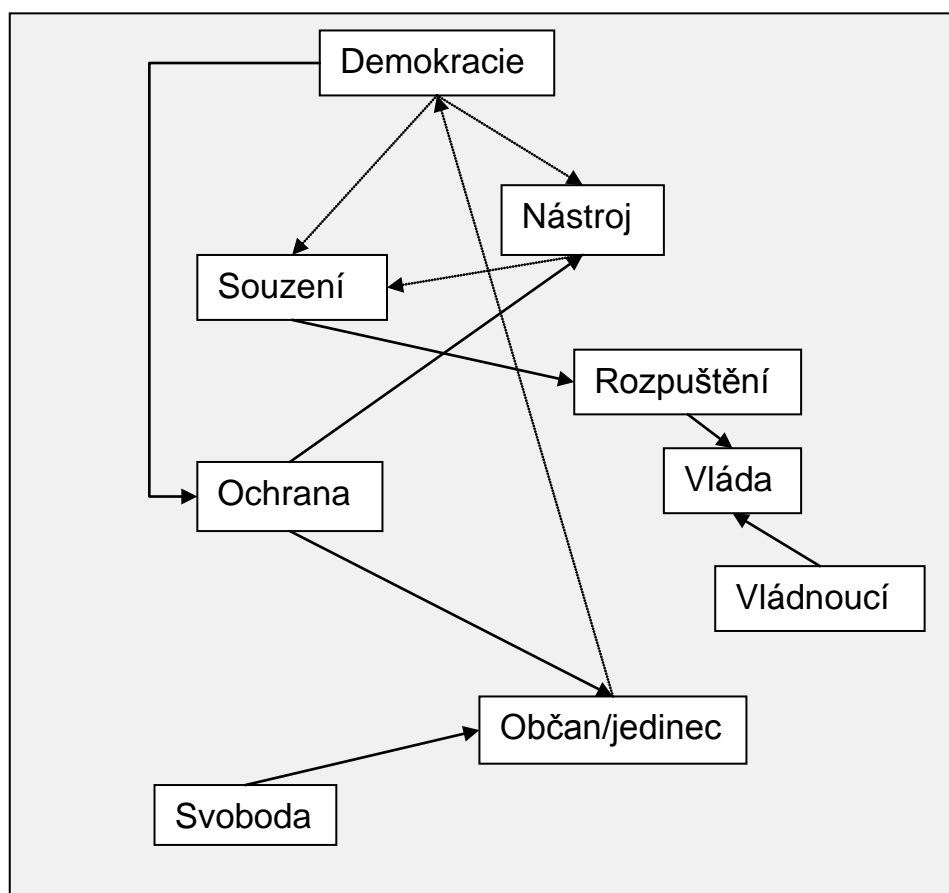 Demokracie
Nástroj
Souzení
Rozpuštění
Vláda
Ochrana
Vládnoucí
Občan/jedinec
Svoboda